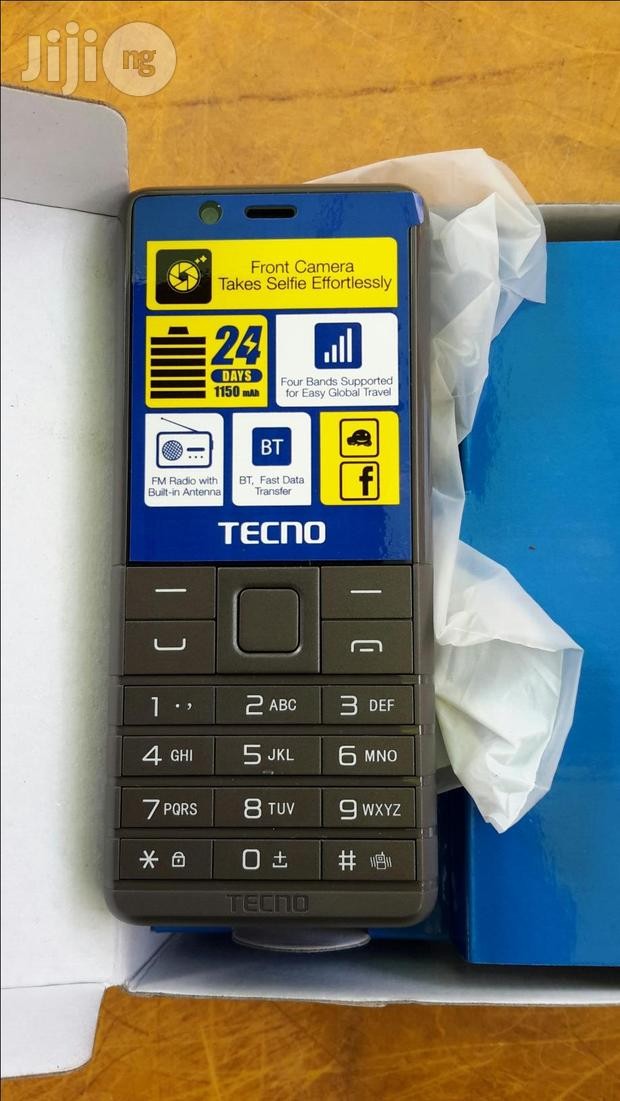 Jiji ng
Front Camera
Takes Selfie Effortlessly
24
DAYS
1150 mAh
Four Bands Supported
for Easy Global Travel
FM Radio with
Built-in Antenna
BT
BT, Fast Data
Transfer
f
TECNO
1 . ,
2 ABC
3 DEF
4 GHI
5 JKL
6 MNO
7 PQRS
8 TUV
9 WXYZ
*
0 +
#
TECNO